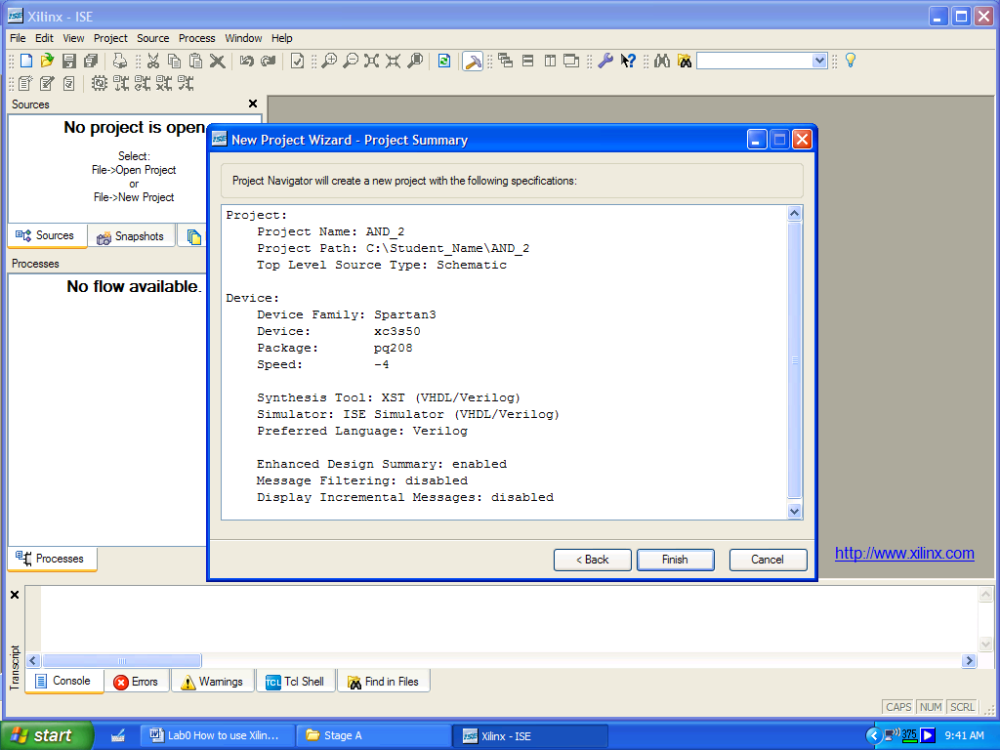 ISE Xilinx - ISE
File Edit View Project Source Process Window Help
Sources
No project is open.
Select:
File->Open Project
or
File->New Project
Sources Snapshots
Processes
No flow available.
Processes
ISE New Project Wizard - Project Summary
Project Navigator will create a new project with the following specifications:
Project:
Project Name: AND_2
Project Path: C:\Student_Name\AND_2
Top Level Source Type: Schematic
Device:
Device Family: Spartan3
Device: xc3s50
Package: pq208
Speed: -4
Synthesis Tool: XST (VHDL/Verilog)
Simulator: ISE Simulator (VHDL/Verilog)
Preferred Language: Verilog
Enhanced Design Summary: enabled
Message Filtering: disabled
Display Incremental Messages: disabled
< Back Finish Cancel
http://www.xilinx.com
Transcript
Console Errors Warnings TCL Tcl Shell Find in Files
CAPS NUM SCRL
start Lab0 How to use Xilin... Stage A ISE Xilinx - ISE 375 9:41 AM